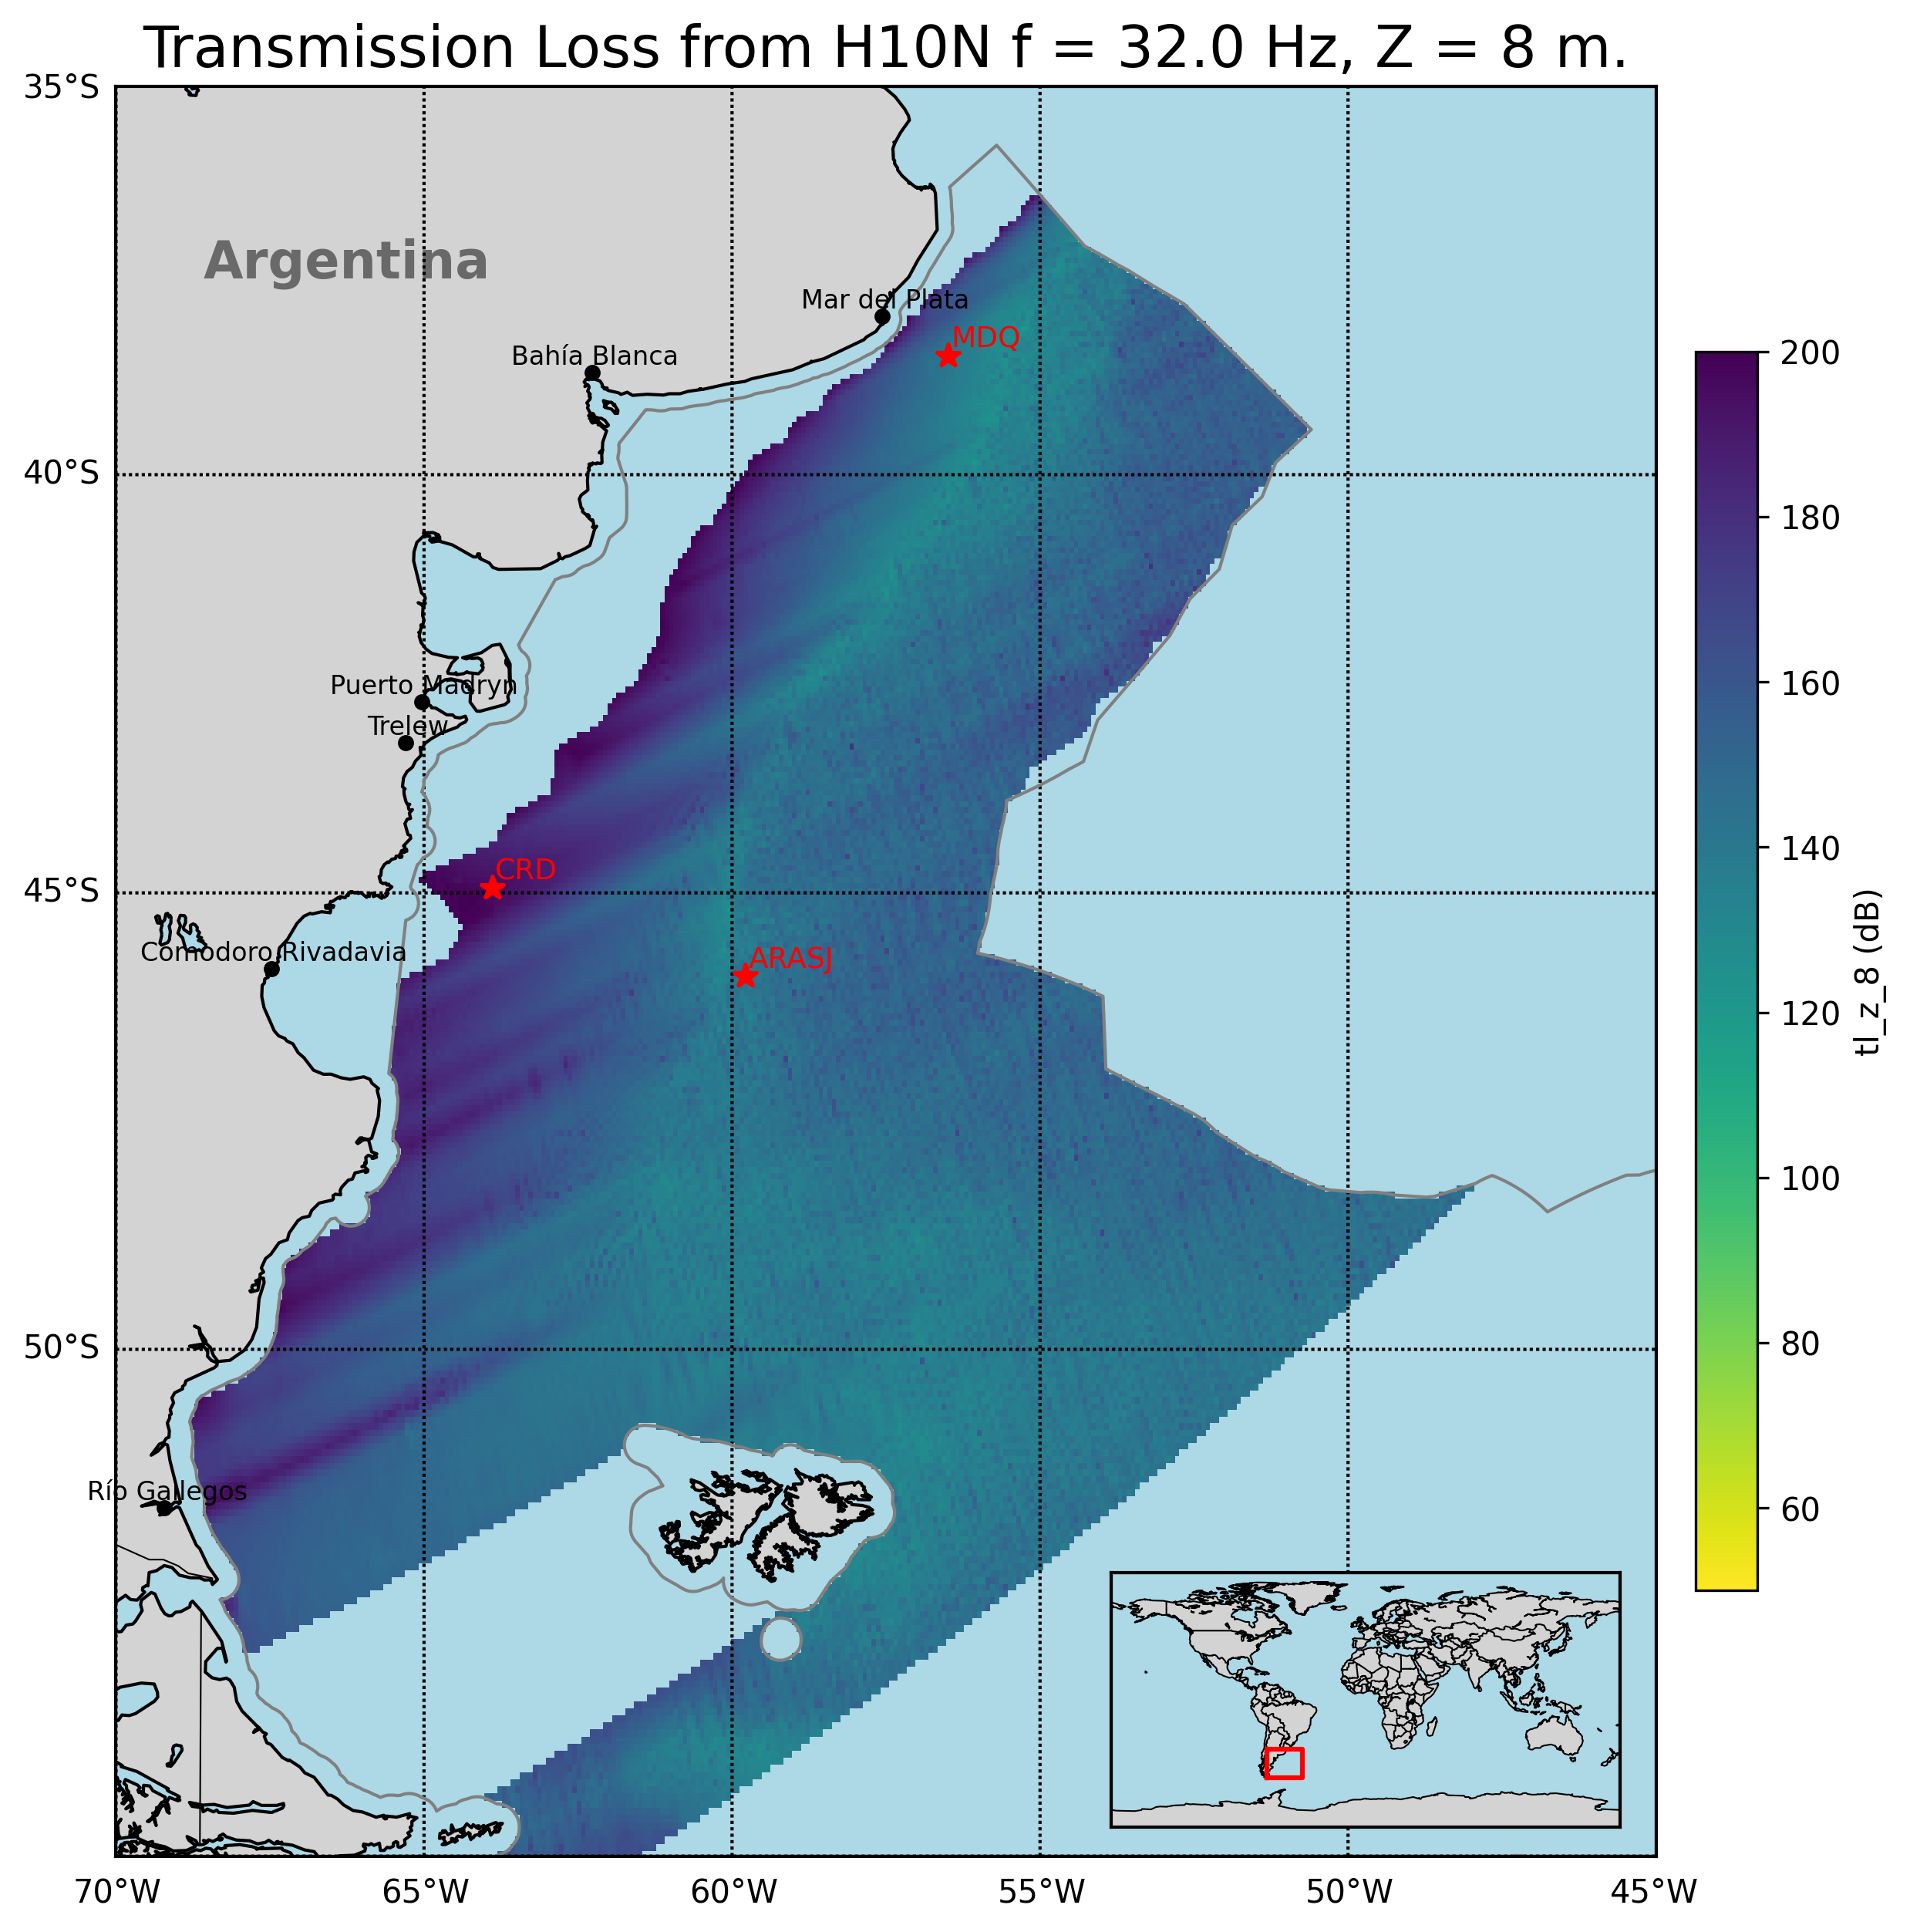 Transmission Loss from H10N f = 32.0 Hz, Z = 8 m.
35°S
Argentina
Mar del Plata
MDQ
Bahía Blanca
200
40°S
180
160
Puerto Madryn
Trelew
140
CRD
45°S
tl_z_8 (dB)
Comodoro Rivadavia
ARASJ
120
100
50°S
80
Río Gallegos
60
70°W
65°W
60°W
55°W
50°W
45°W